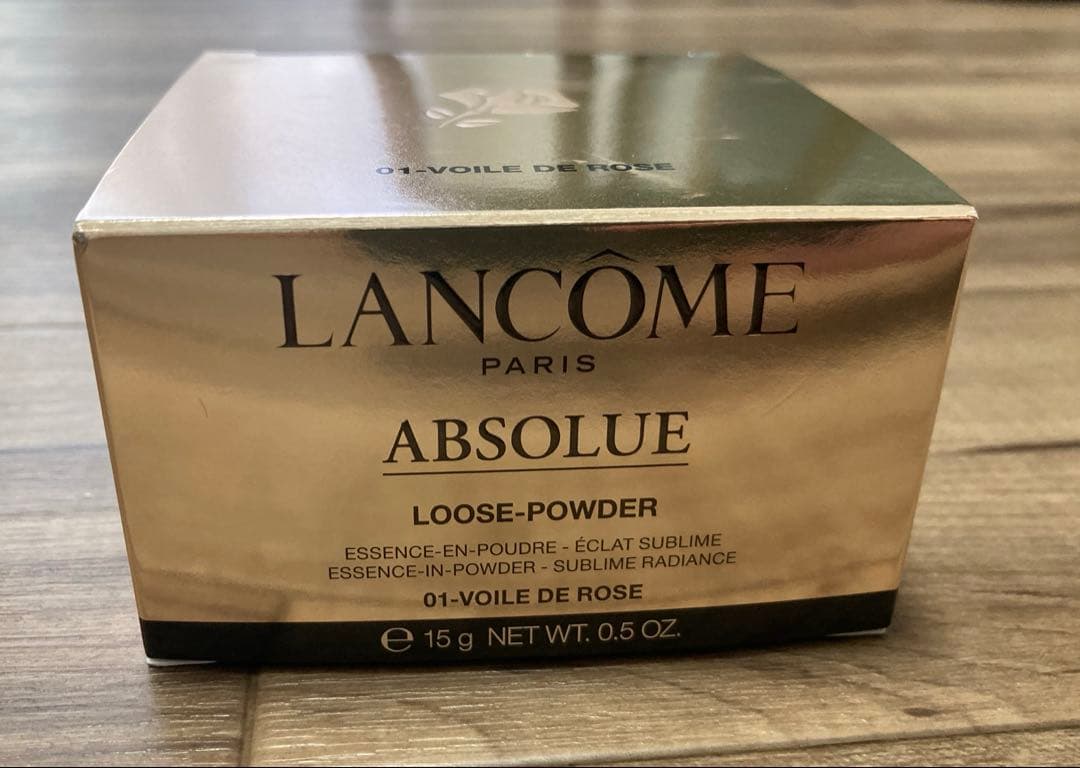 01-VOILE DE ROSE
LANCÔME
PARIS
ABSOLUE
LOOSE-POWDER
ESSENCE-EN-POUDRE - ÉCLAT SUBLIME
ESSENCE-IN-POWDER - SUBLIME RADIANCE
01-VOILE DE ROSE
℮ 15 g NET WT. 0.5 OZ.